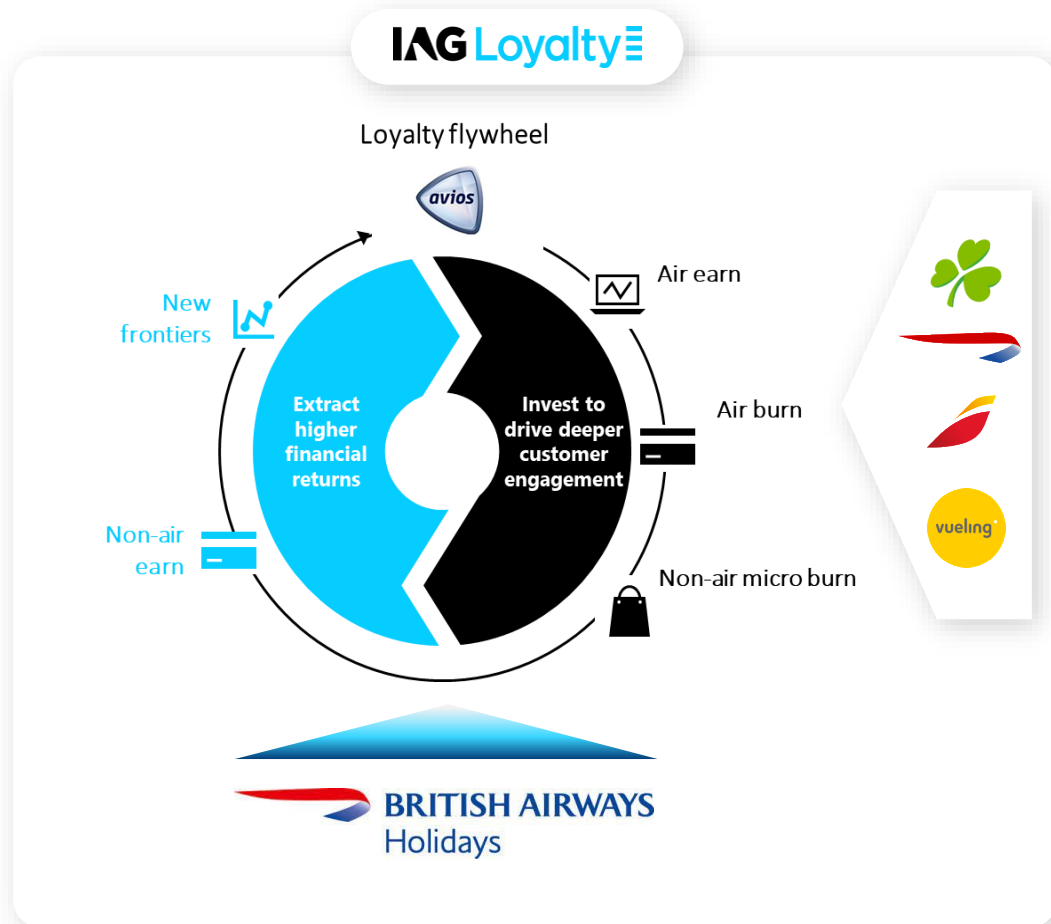 IAG Loyalty
Loyalty flywheel
avios
Air earn
New
frontiers
Extract
higher
financial
returns
Invest to
drive deeper
customer
engagement
Air burn
Non-air
earn
Non-air micro burn
vueling
BRITISH AIRWAYS
Holidays